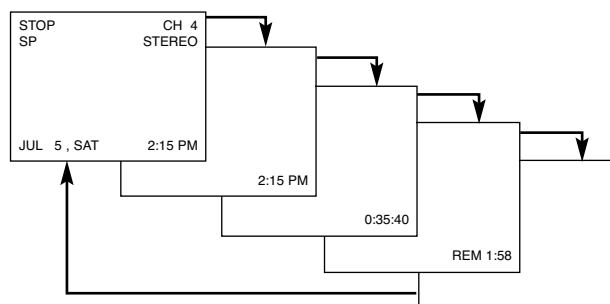 STOP CH 4
SP STEREO
JUL 5 , SAT 2:15 PM
2:15 PM
0:35:40
REM 1:58